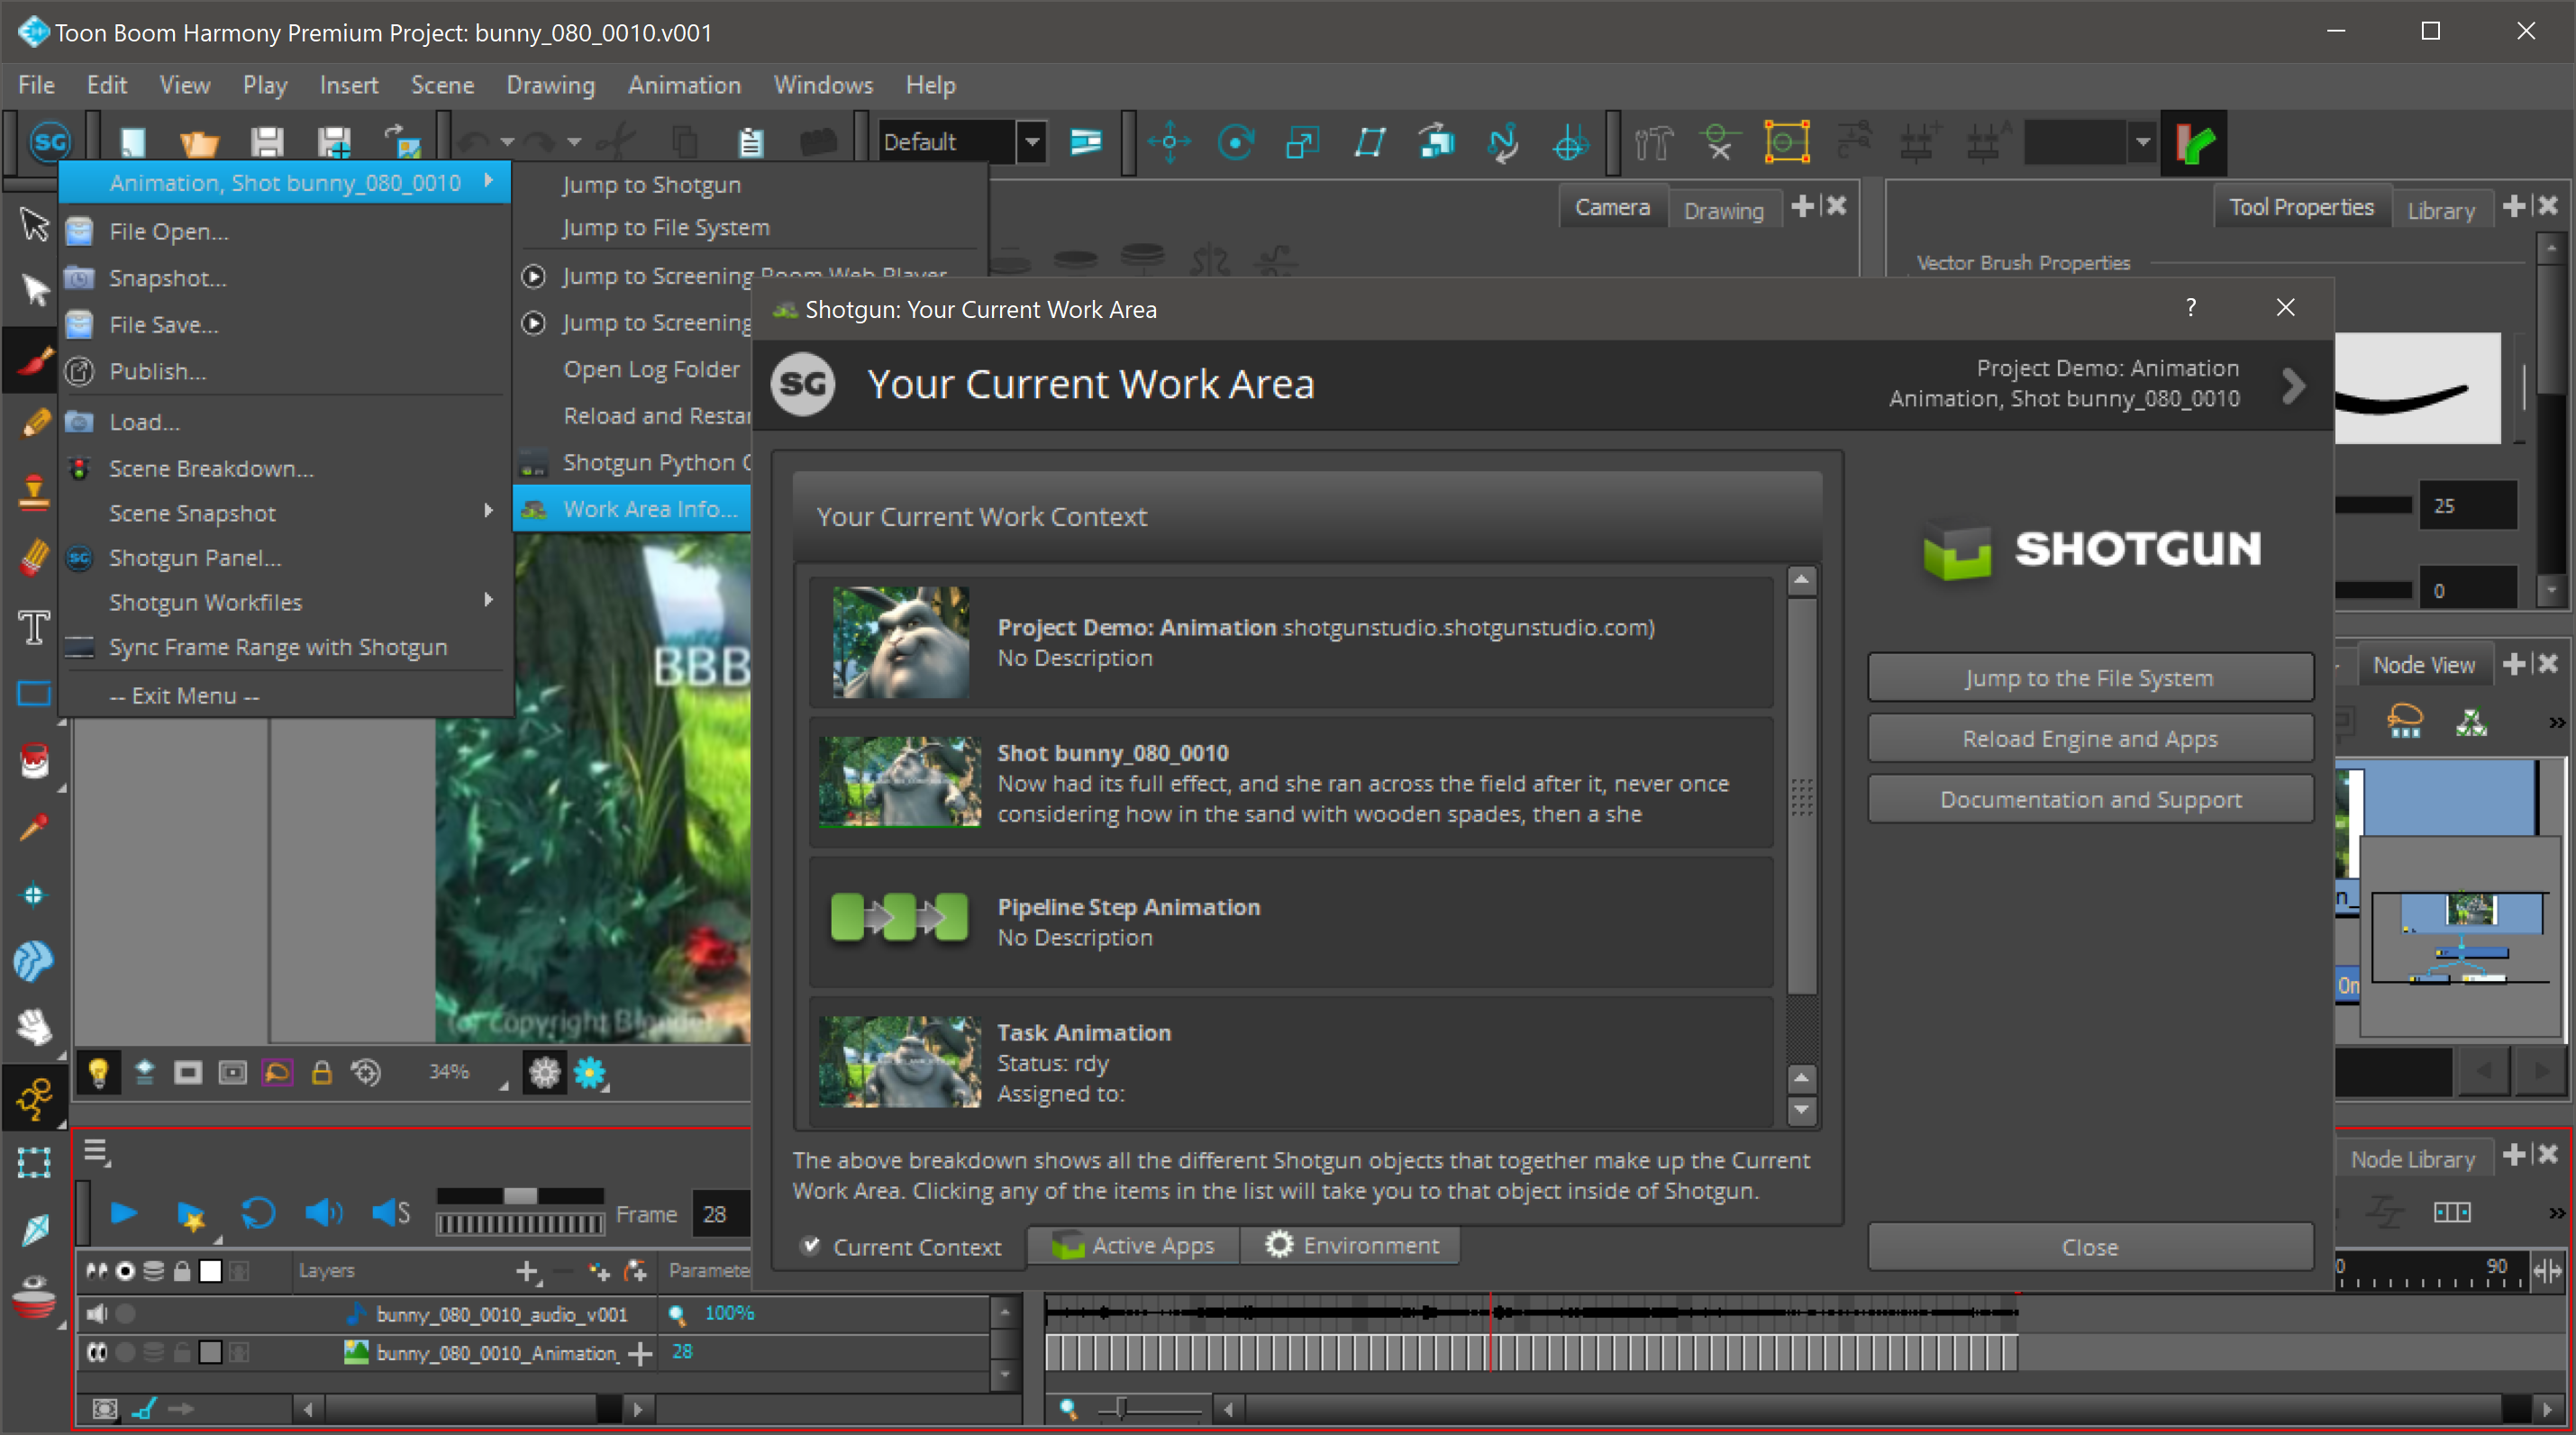 Toon Boom Harmony Premium Project: bunny_080_0010.v001
File Edit View Play Insert Scene Drawing Animation Windows Help
SG
Default
Animation, Shot bunny_080_0010
File Open...
Snapshot...
File Save...
Publish...
Load...
Scene Breakdown...
Scene Snapshot
SG Shotgun Panel...
Shotgun Workfiles
Sync Frame Range with Shotgun
-- Exit Menu --
Jump to Shotgun
Jump to File System
Jump to Screening Room Web Player
Jump to Screening
Open Log Folder
Reload and
Shotgun Python
Work Area Info...
Camera Drawing
Tool Properties Library
Vector Brush Properties
25
0
Shotgun: Your Current Work Area
?
SG Your Current Work Area
Project Demo: Animation
Animation, Shot bunny_080_0010
Your Current Work Context
Project Demo: Animation shotgunstudio.shotgunstudio.com)
No Description
Shot bunny_080_0010
Now had its full effect, and she ran across the field after it, never once
considering how in the sand with wooden spades, then a she
Pipeline Step Animation
No Description
Task Animation
Status: rdy
Assigned to:
The above breakdown shows all the different Shotgun objects that together make up the Current
Work Area. Clicking any of the items in the list will take you to that object inside of Shotgun.
Current Context Active Apps Environment
SHOTGUN
Jump to the File System
Reload Engine and Apps
Documentation and Support
Close
BBB
(c) Copyright Blender
34%
Node View
Node Library
Frame 28
Layers
90
bunny_080_0010_audio_v001 100%
bunny_080_0010_Animation_ 28